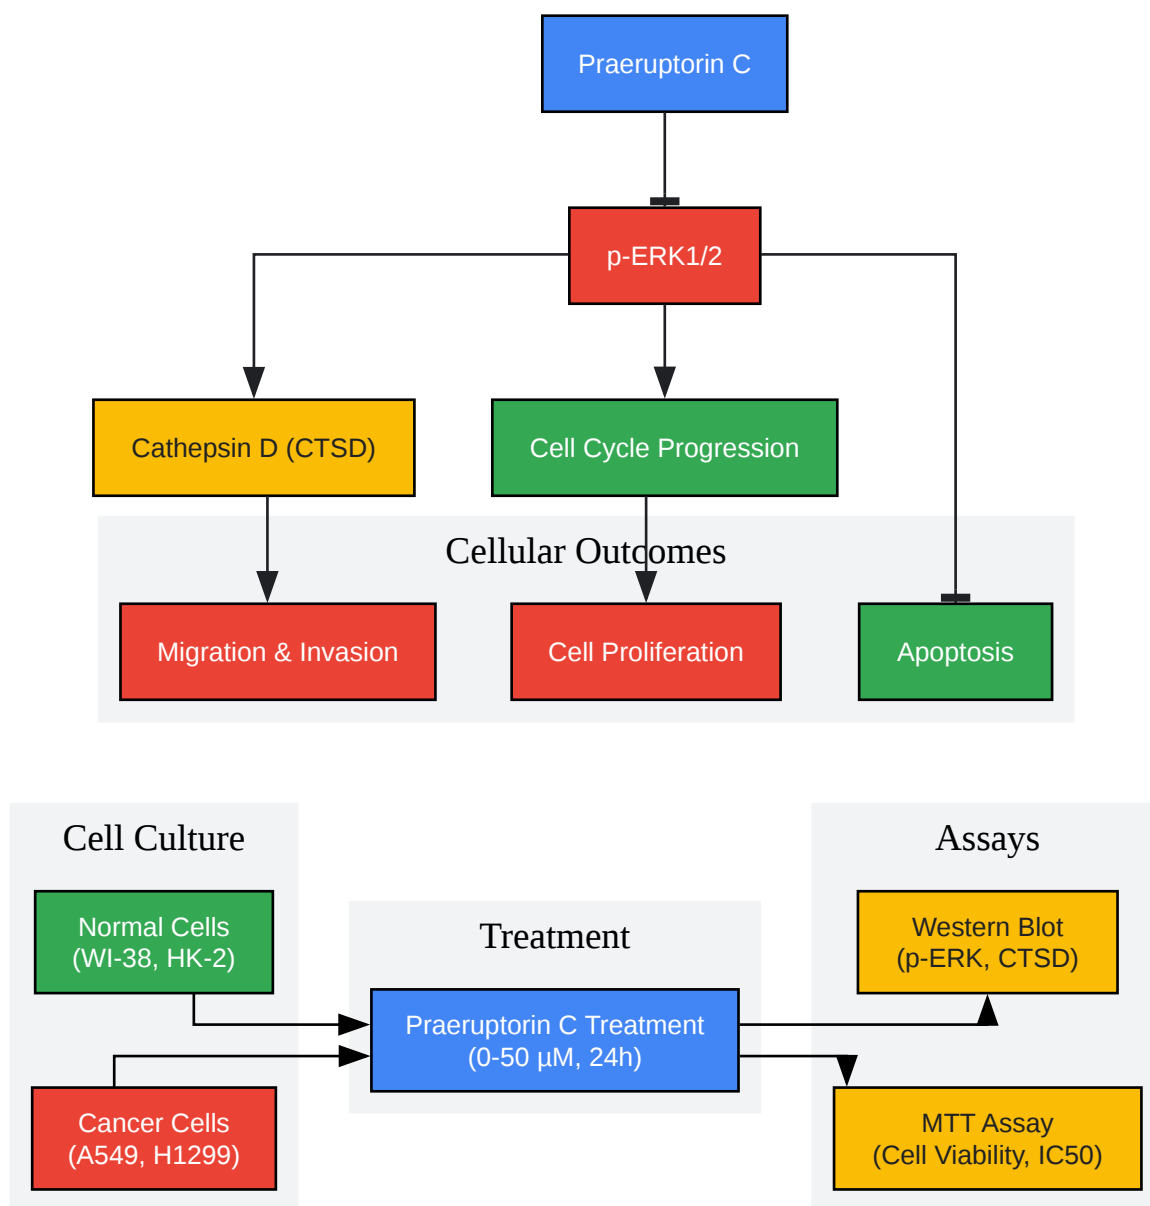 Praeruptorin C
p-ERK1/2
Cathepsin D (CTSD)
Cell Cycle Progression
Cellular Outcomes
Migration & Invasion
Cell Proliferation
Apoptosis
Cell Culture
Normal Cells
(WI-38, HK-2)
Cancer Cells
(A549, H1299)
Treatment
Praeruptorin C Treatment
(0-50 µM, 24h)
Assays
Western Blot
(p-ERK, CTSD)
MTT Assay
(Cell Viability, IC50)